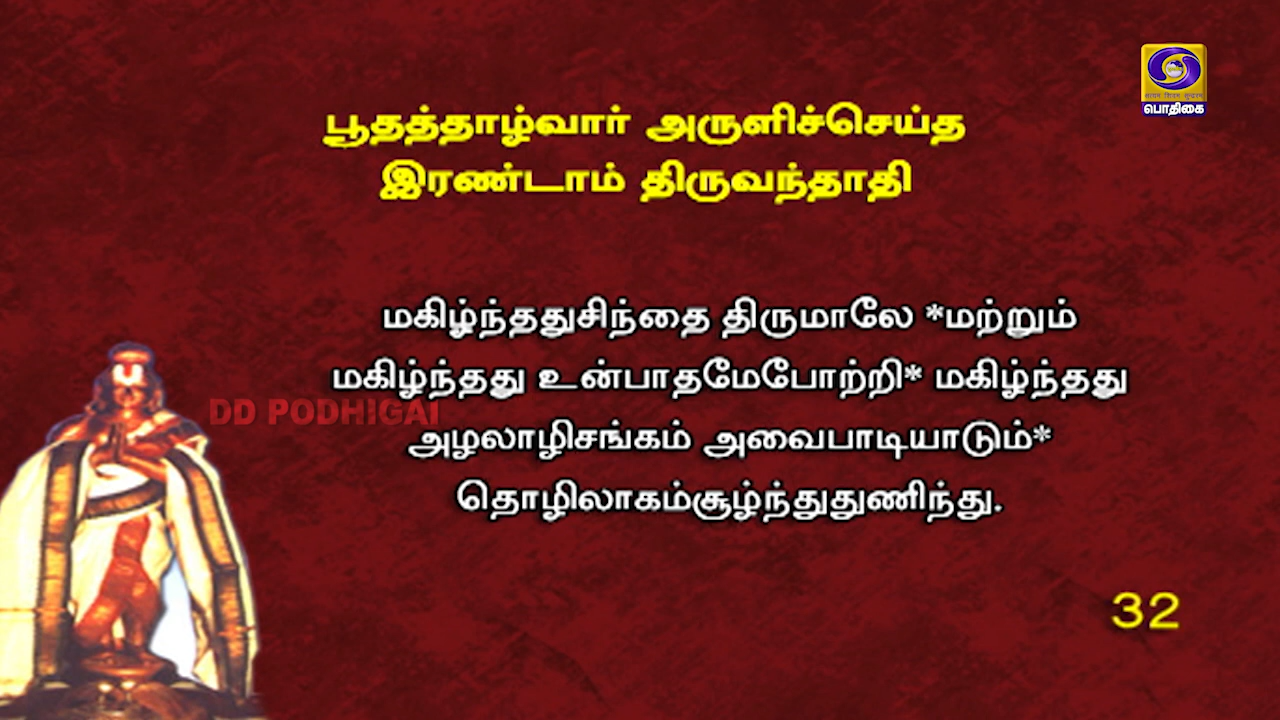 பொதிகை
பூதத்தாழ்வார் அருளிச்செய்த
இரண்டாம் திருவந்தாதி
மகிழ்ந்ததுசிந்தை திருமாலே *மற்றும்
மகிழ்ந்தது உன்பாதமேபோற்றி* மகிழ்ந்தது
DD PODHIGAI
அழலாழிசங்கம் அவைபாடியாடும்*
தொழிலாகம்சூழ்ந்துதுணிந்து.
32